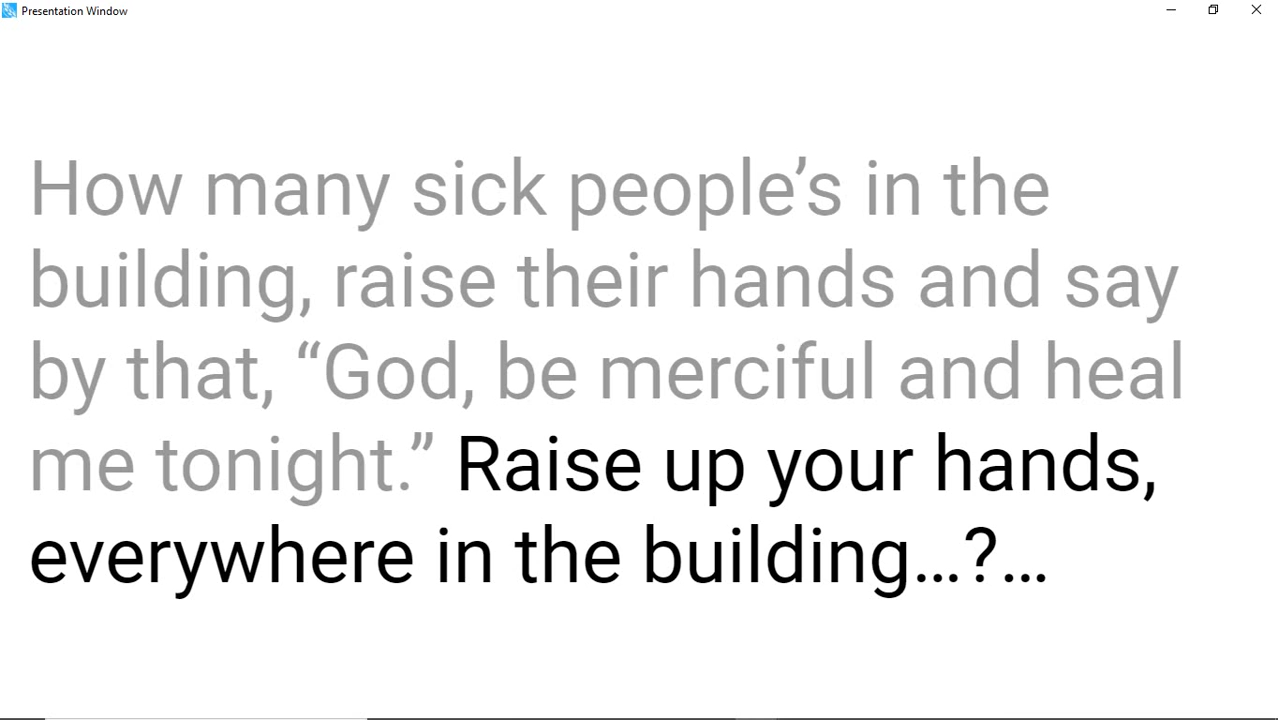 Presentation Window
How many sick people’s in the
building, raise their hands and say
by that, “God, be merciful and heal
me tonight.” Raise up your hands,
everywhere in the building…?…